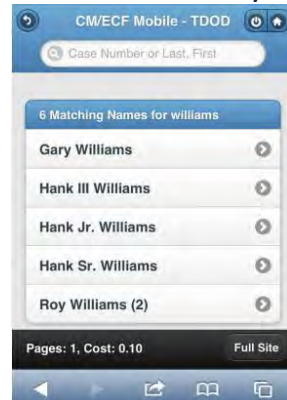 CM/ECF Mobile - TDOD
Case Number or Last, First
6 Matching Names for williams
Gary Williams
Hank III Williams
Hank Jr. Williams
Hank Sr. Williams
Roy Williams (2)
Pages: 1, Cost: 0.10 Full Site